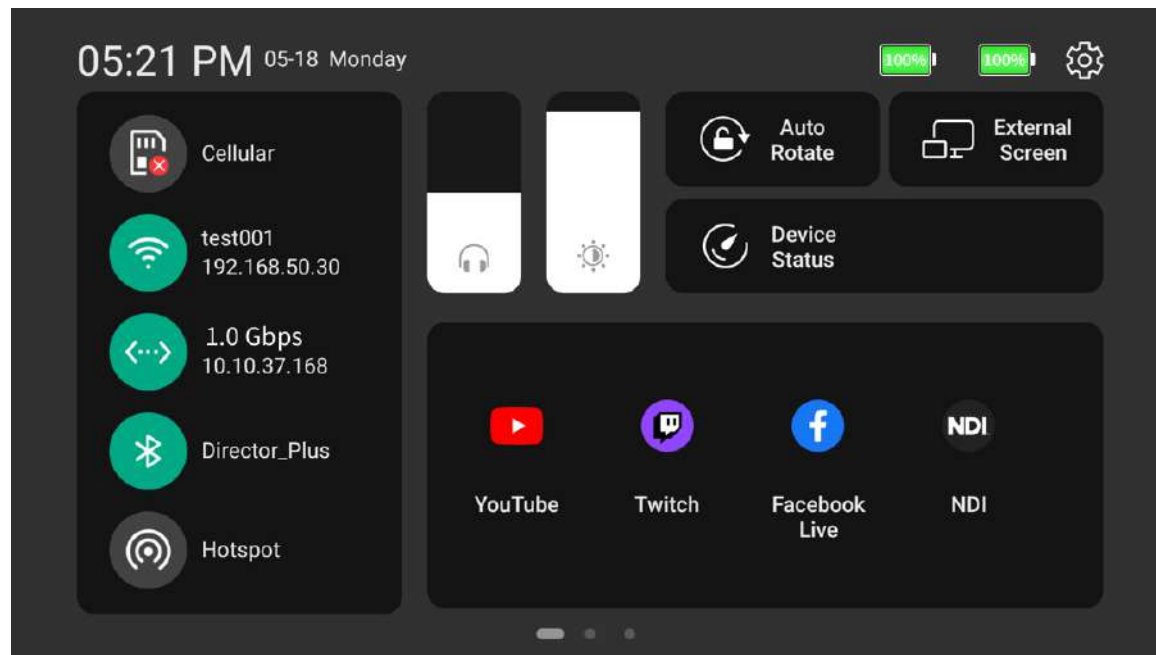 05:21 PM 05-18 Monday
100%
100%
Cellular
test001
192.168.50.30
1.0 Gbps
10.10.37.168
Director_Plus
Hotspot
Auto
Rotate
External
Screen
Device
Status
NDI
YouTube
Twitch
Facebook
Live
NDI